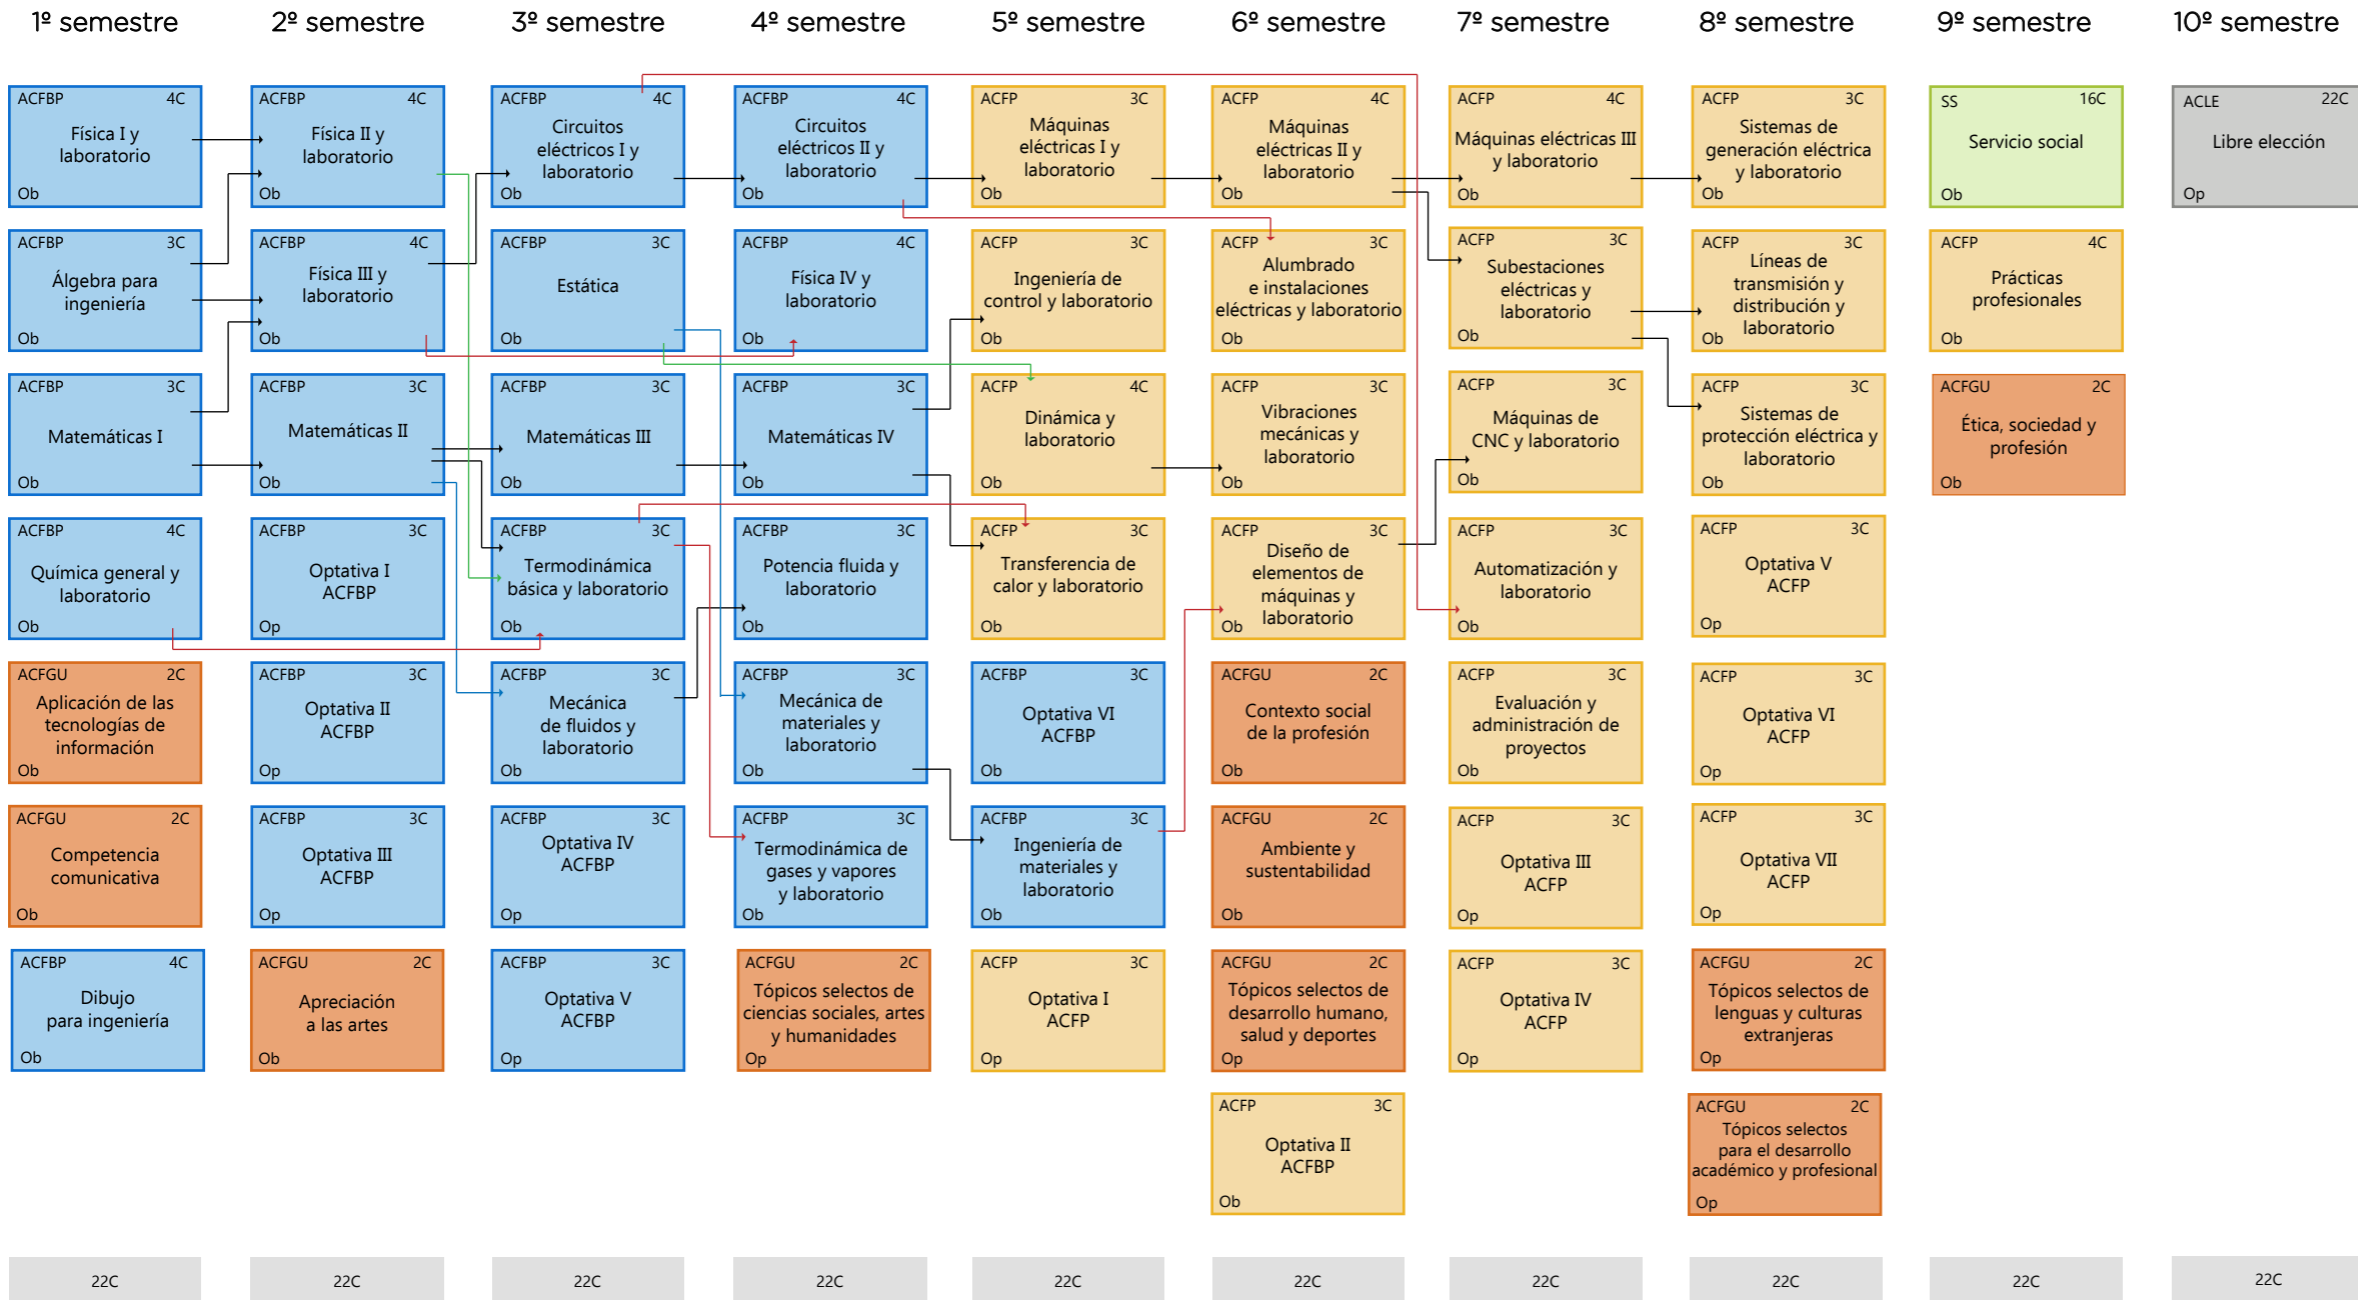 1º semestre
2º semestre
3º semestre
4º semestre
5º semestre
6º semestre
7º semestre
8º semestre
9º semestre
10º semestre
ACFBP 4C
Física I y
laboratorio
Ob
ACFBP 4C
Física II y
laboratorio
Ob
ACFBP 4C
Circuitos
eléctricos I y
laboratorio
Ob
ACFBP 4C
Circuitos
eléctricos II y
laboratorio
Ob
ACFP 3C
Máquinas
eléctricas I y
laboratorio
Ob
ACFP 4C
Máquinas
eléctricas II y
laboratorio
Ob
ACFP 4C
Máquinas eléctricas III
y laboratorio
Ob
ACFP 3C
Sistemas de
generación eléctrica
y laboratorio
Ob
SS 16C
Servicio social
Ob
ACLE 22C
Libre elección
Op
ACFBP 3C
Álgebra para
ingeniería
Ob
ACFBP 4C
Física III y
laboratorio
Ob
ACFBP 3C
Estática
Ob
ACFBP 4C
Física IV y
laboratorio
Ob
ACFP 3C
Ingeniería de
control y laboratorio
Ob
ACFP 3C
Alumbrado
e instalaciones
eléctricas y laboratorio
Ob
ACFP 3C
Subestaciones
eléctricas y
laboratorio
Ob
ACFP 3C
Líneas de
transmisión y
distribución y
laboratorio
Ob
ACFP 4C
Prácticas
profesionales
Ob
ACFBP 3C
Matemáticas I
Ob
ACFBP 3C
Matemáticas II
Ob
ACFBP 3C
Matemáticas III
Ob
ACFBP 3C
Matemáticas IV
Ob
ACFP 4C
Dinámica y
laboratorio
Ob
ACFP 3C
Vibraciones
mecánicas y
laboratorio
Ob
ACFP 3C
Máquinas de
CNC y laboratorio
Ob
ACFP 3C
Sistemas de
protección eléctrica y
laboratorio
Ob
ACFGU 2C
Ética, sociedad y
profesión
Ob
ACFBP 4C
Química general y
laboratorio
Ob
ACFBP 3C
Optativa I
ACFBP
Op
ACFBP 3C
Termodinámica
básica y laboratorio
Ob
ACFBP 3C
Potencia fluida y
laboratorio
Ob
ACFP 3C
Transferencia de
calor y laboratorio
Ob
ACFP 3C
Diseño de
elementos de
máquinas y
laboratorio
Ob
ACFP 3C
Automatización y
laboratorio
Ob
ACFP 3C
Optativa V
ACFP
Op
ACFGU 2C
Aplicación de las
tecnologías de
información
Ob
ACFBP 3C
Optativa II
ACFBP
Op
ACFBP 3C
Mecánica
de fluidos y
laboratorio
Ob
ACFBP 3C
Mecánica de
materiales y
laboratorio
Ob
ACFBP 3C
Optativa VI
ACFBP
Ob
ACFGU 2C
Contexto social
de la profesión
Ob
ACFP 3C
Evaluación y
administración de
proyectos
Ob
ACFP 3C
Optativa VI
ACFP
Op
ACFGU 2C
Competencia
comunicativa
Ob
ACFBP 3C
Optativa III
ACFBP
Op
ACFBP 3C
Optativa IV
ACFBP
Op
ACFBP 3C
Termodinámica de
gases y vapores
y laboratorio
Ob
ACFBP 3C
Ingeniería de
materiales y
laboratorio
Ob
ACFGU 2C
Ambiente y
sustentabilidad
Ob
ACFP 3C
Optativa III
ACFP
Op
ACFP 3C
Optativa VII
ACFP
Op
ACFBP 4C
Dibujo
para ingeniería
Ob
ACFGU 2C
Apreciación
a las artes
Ob
ACFBP 3C
Optativa V
ACFBP
Op
ACFGU 2C
Tópicos selectos de
ciencias sociales, artes
y humanidades
Op
ACFP 3C
Optativa I
ACFP
Op
ACFGU 2C
Tópicos selectos de
desarrollo humano,
salud y deportes
Op
ACFP 3C
Optativa IV
ACFP
Op
ACFGU 2C
Tópicos selectos de
lenguas y culturas
extranjeras
Op
ACFP 3C
Optativa II
ACFBP
Ob
ACFGU 2C
Tópicos selectos
para el desarrollo
académico y profesional
Op
22C
22C
22C
22C
22C
22C
22C
22C
22C
22C